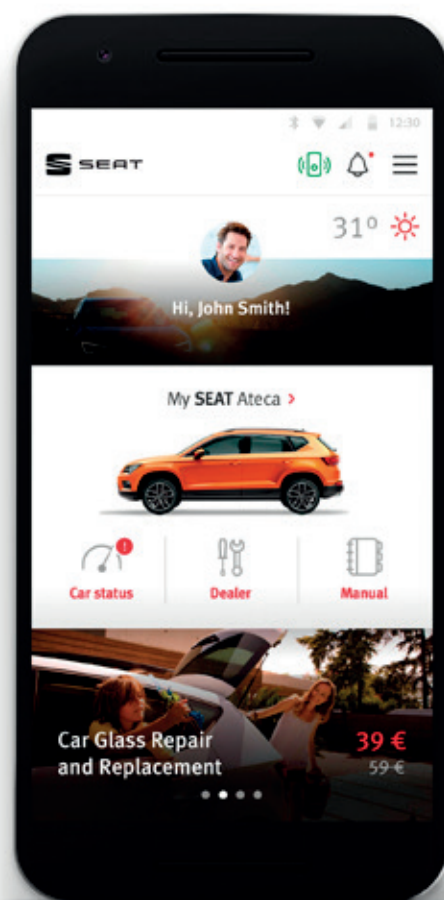 12:30
SEAT
31º
Hi, John Smith!
My SEAT Ateca >
Car status
Dealer
Manual
Car Glass Repair
and Replacement
39 €
59 €